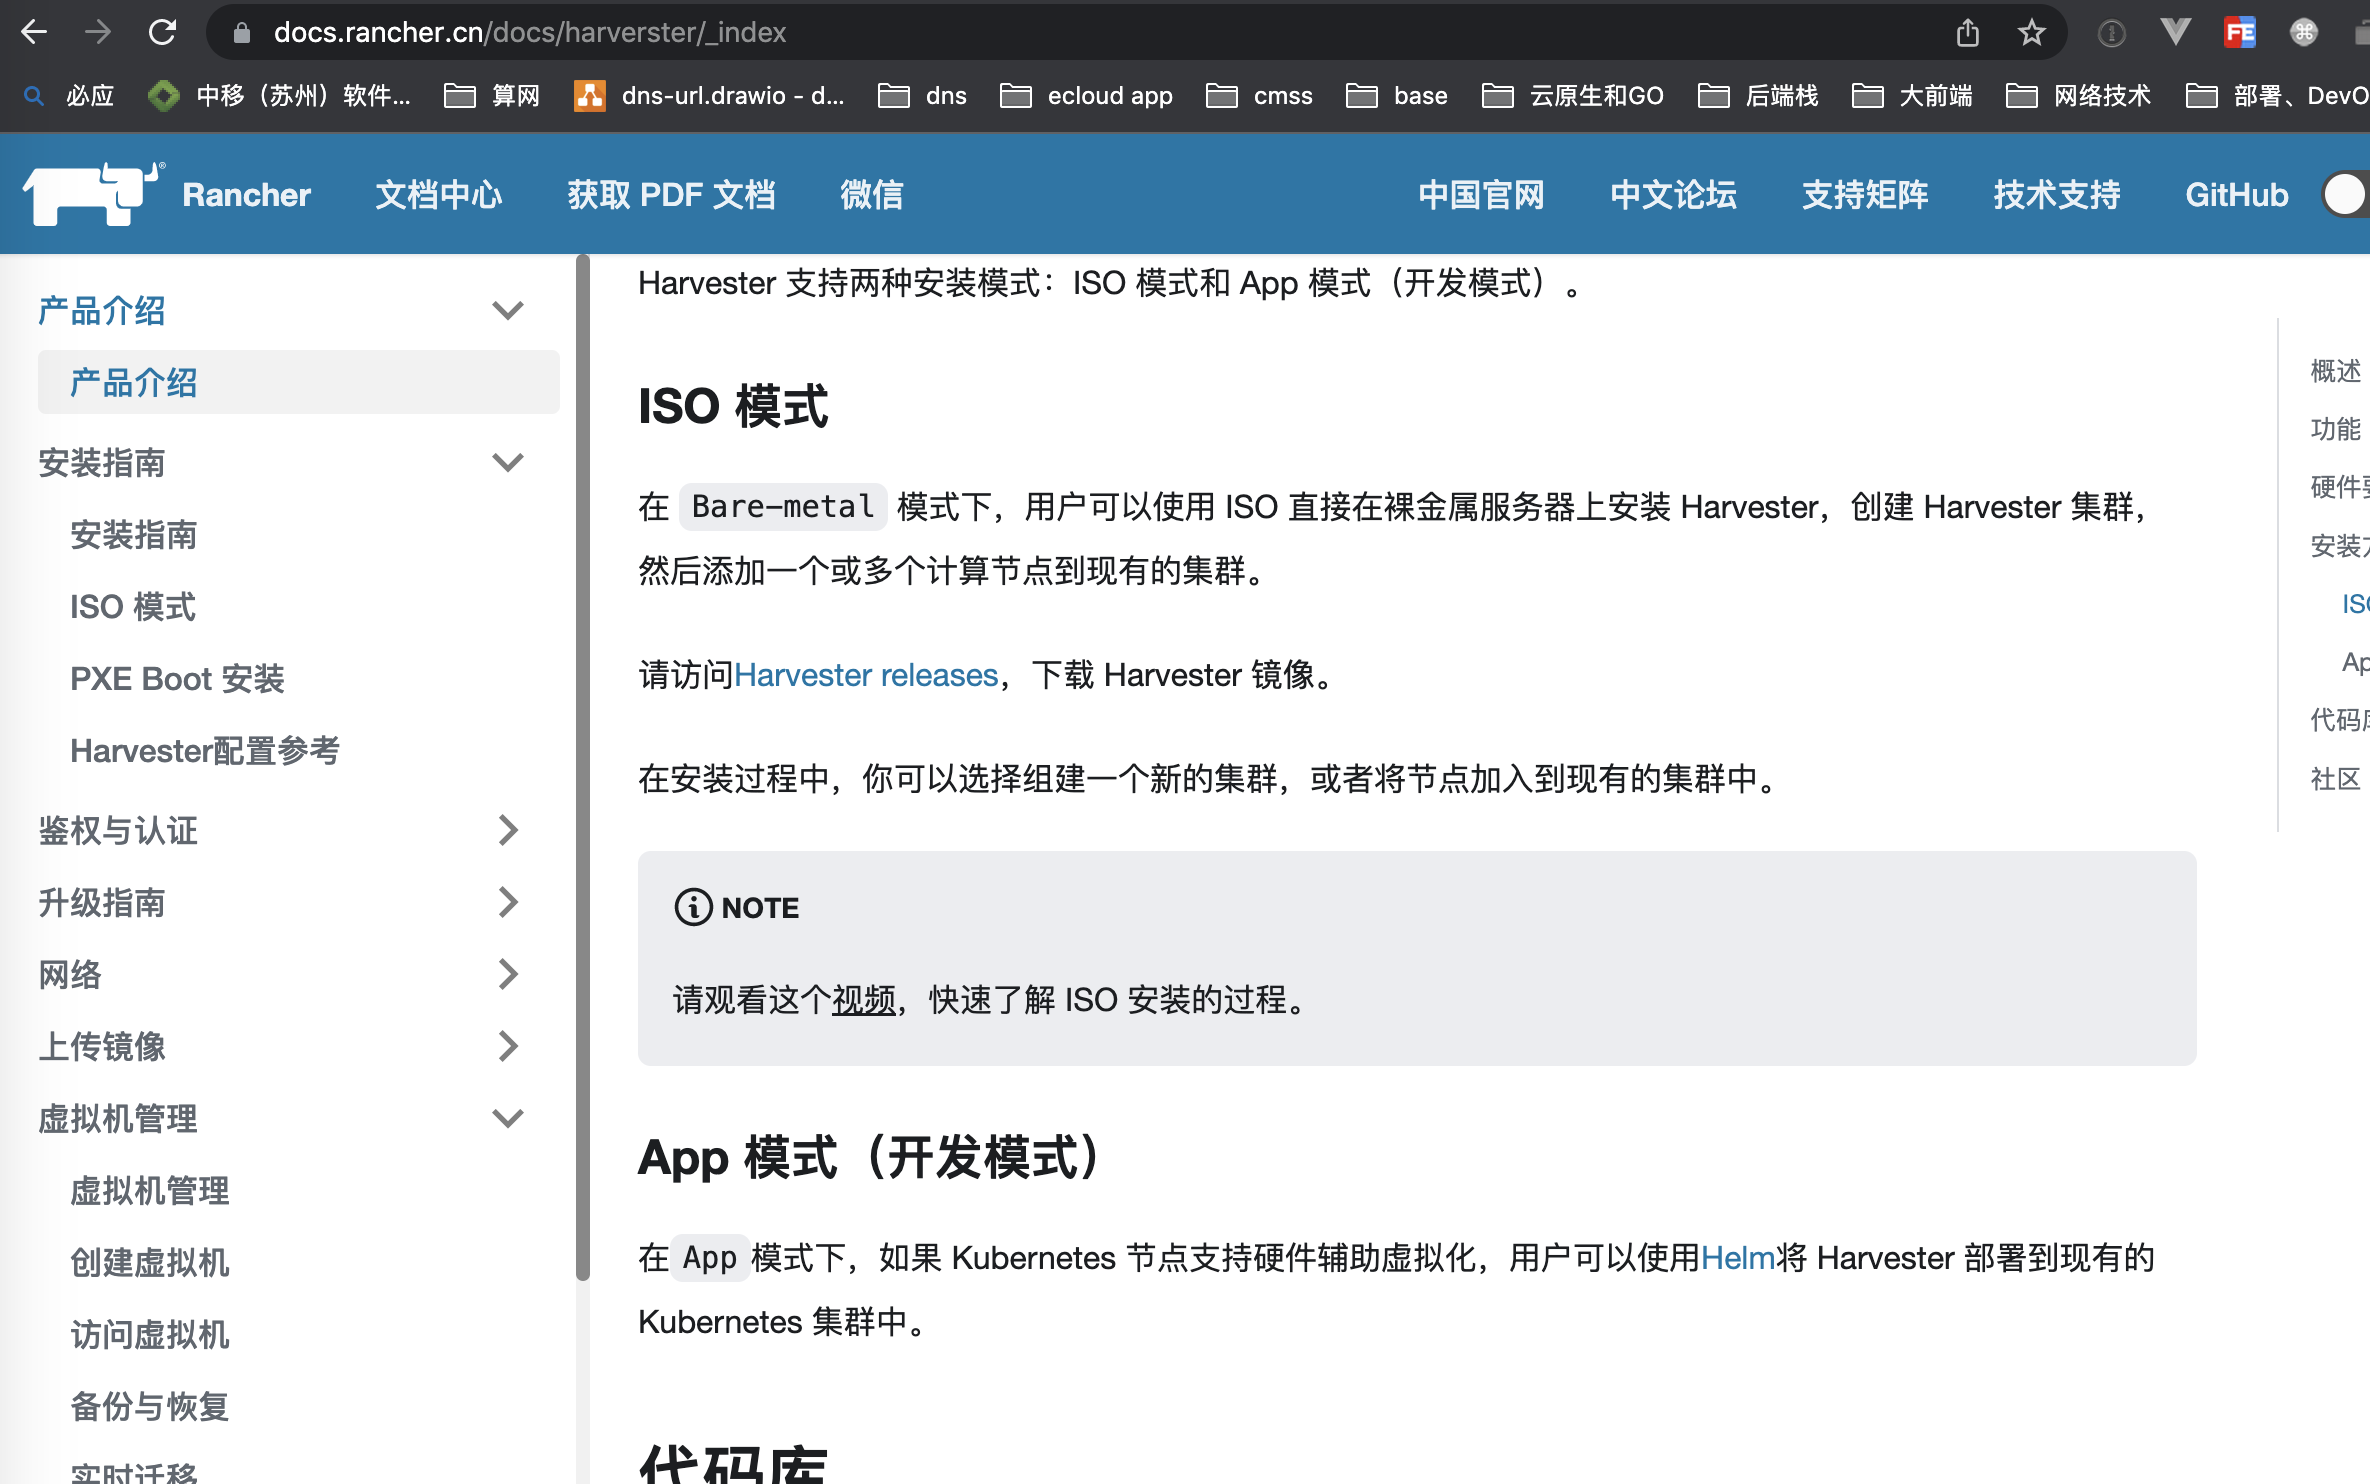 docs.rancher.cn/docs/harverster/_index
必应 中移（苏州）软件... 算网 dns-url.drawio - d... dns ecloud app cmss base 云原生和GO 后端栈 大前端 网络技术 部署、DevO
Rancher 文档中心 获取 PDF 文档 微信 中国官网 中文论坛 支持矩阵 技术支持 GitHub
产品介绍
产品介绍
安装指南
安装指南
ISO 模式
PXE Boot 安装
Harvester配置参考
鉴权与认证
升级指南
网络
上传镜像
虚拟机管理
虚拟机管理
创建虚拟机
访问虚拟机
备份与恢复
实时迁移
Harvester 支持两种安装模式：ISO 模式和 App 模式（开发模式）。
ISO 模式
在 Bare-metal 模式下，用户可以使用 ISO 直接在裸金属服务器上安装 Harvester，创建 Harvester 集群，
然后添加一个或多个计算节点到现有的集群。
请访问Harvester releases，下载 Harvester 镜像。
在安装过程中，你可以选择组建一个新的集群，或者将节点加入到现有的集群中。
NOTE
请观看这个视频，快速了解 ISO 安装的过程。
App 模式（开发模式）
在 App 模式下，如果 Kubernetes 节点支持硬件辅助虚拟化，用户可以使用Helm将 Harvester 部署到现有的
Kubernetes 集群中。
代码库
概述
功能
硬件
安装
IS
Ap
代码
社区